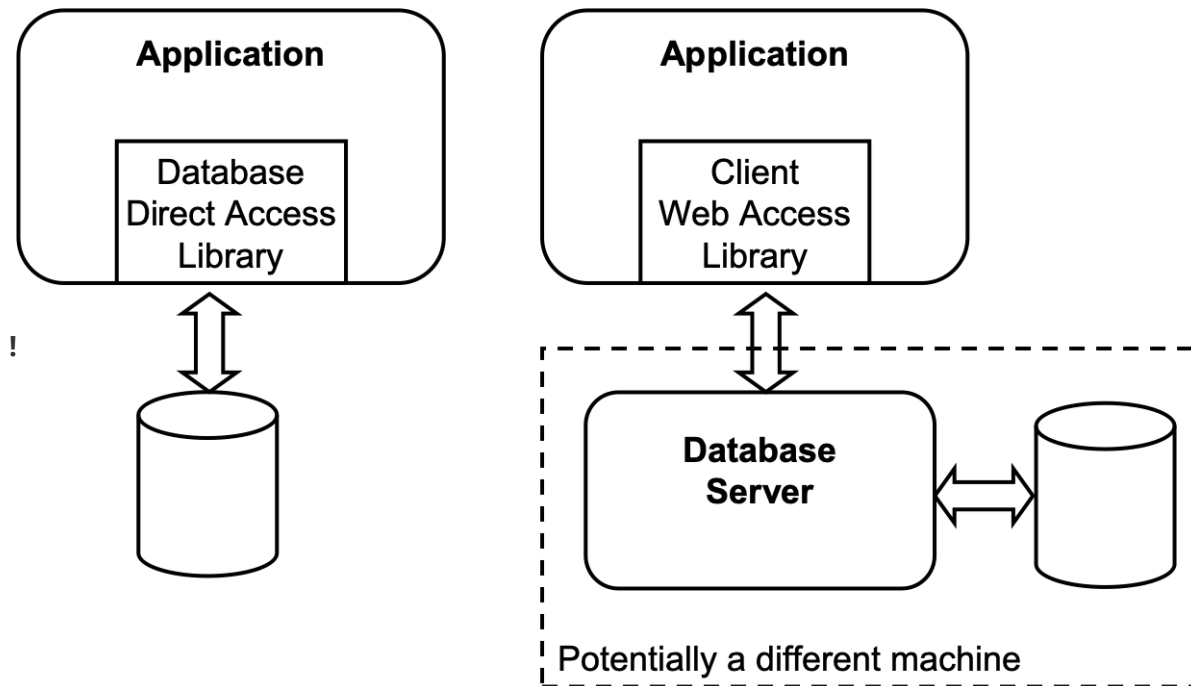 Application
Database
Direct Access
Library
!
Application
Client
Web Access
Library
Database
Server
Potentially a different machine